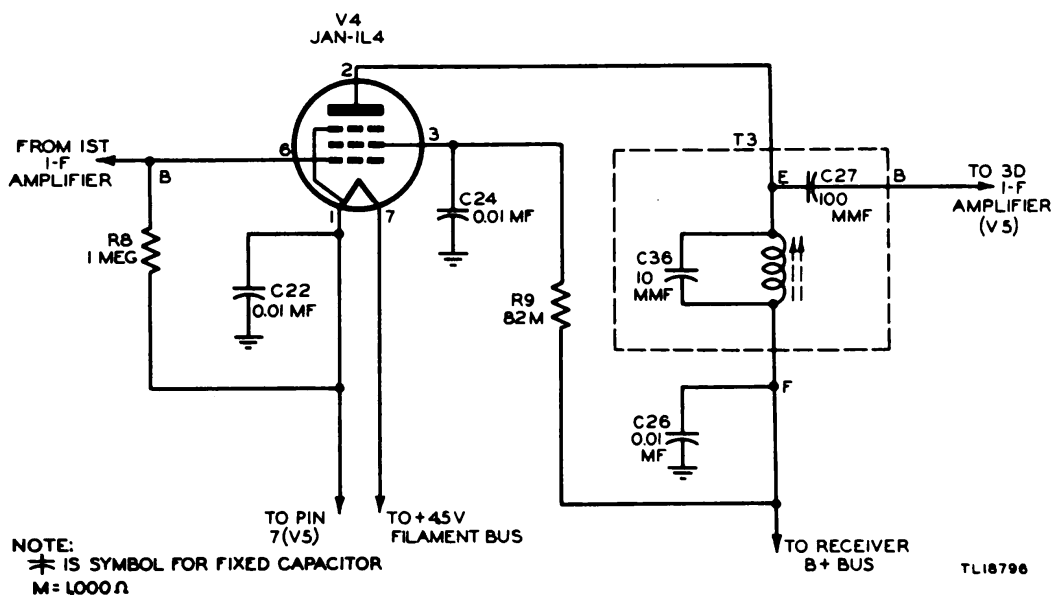 V4
JAN-1L4
2
3
6
1
7
FROM 1ST
I-F
AMPLIFIER
B
R8
1 MEG
C22
0.01 MF
C24
0.01 MF
R9
82M
T3
E
C27
100
MMF
B
TO 3D
I-F
AMPLIFIER
(V5)
C36
10
MMF
F
C26
0.01
MF
TO PIN
7(V5)
TO +4.5V
FILAMENT BUS
TO RECEIVER
B+ BUS
NOTE:
IS SYMBOL FOR FIXED CAPACITOR
M=1,000Ω
TL18796